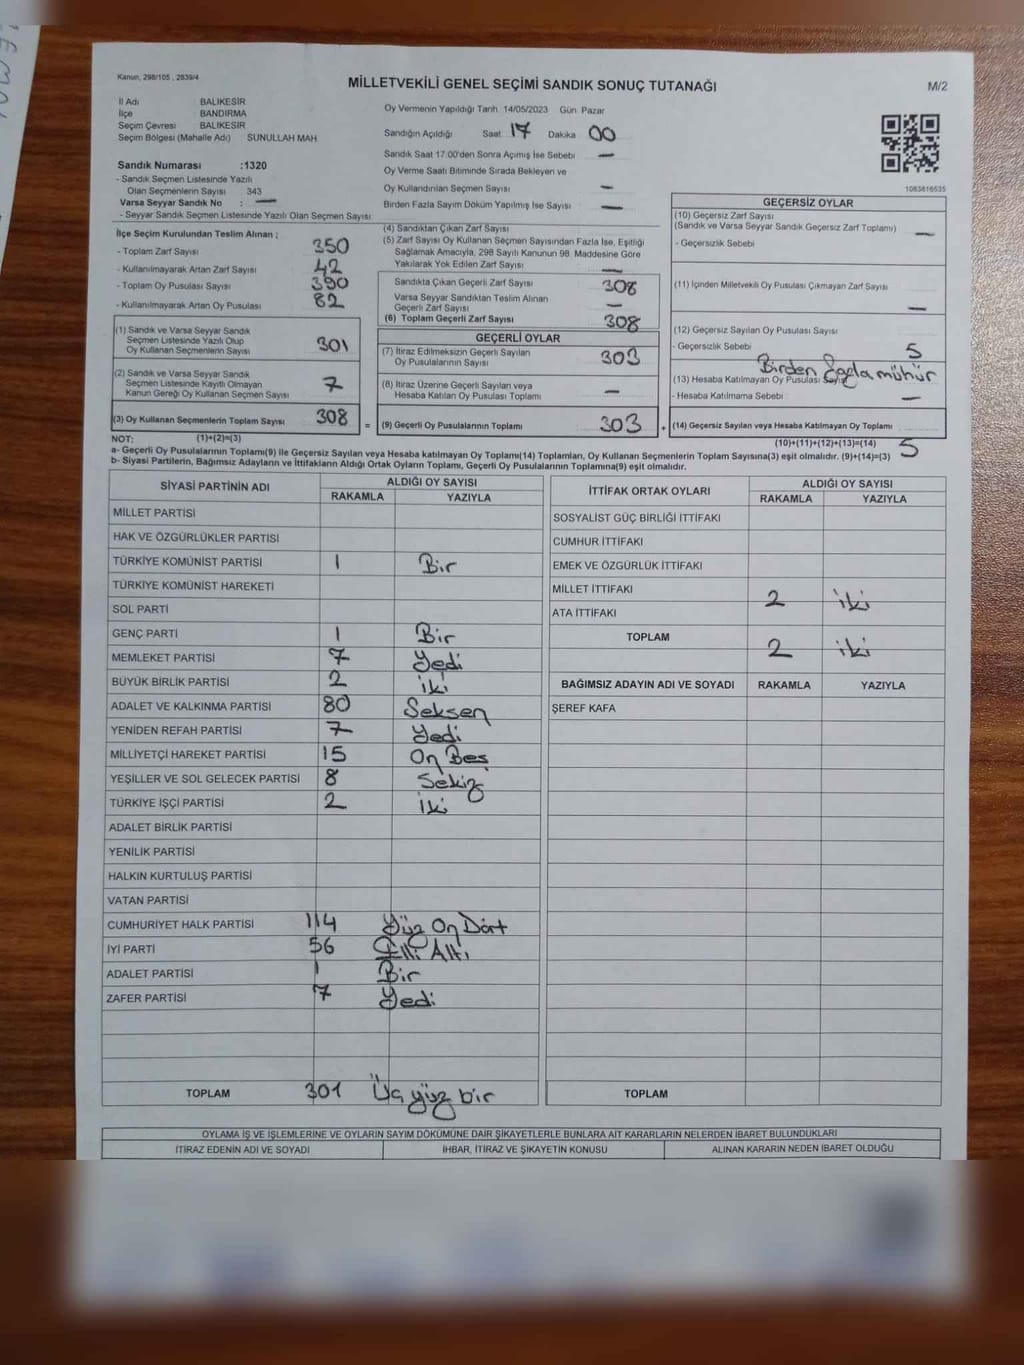 Kanun, 298/105 , 2839/4
MİLLETVEKİLİ GENEL SEÇİMİ SANDIK SONUÇ TUTANAĞI
M/2
İl Adı BALIKESİR
İlçe BANDIRMA
Seçim Çevresi BALIKESİR
Seçim Bölgesi (Mahalle Adı) SUNULLAH MAH
Sandık Numarası :1320
- Sandık Seçmen Listesinde Yazılı
Olan Seçmenlerin Sayısı 343
Varsa Seyyar Sandık No : —
- Seyyar Sandık Seçmen Listesinde Yazılı Olan Seçmen Sayısı
Oy Vermenin Yapıldığı Tarih 14/05/2023 Gün Pazar
Sandığın Açıldığı Saat 17 Dakika 00
Sandık Saat 17:00'den Sonra Açımış İse Sebebi —
Oy Verme Saati Bitiminde Sırada Bekleyen ve
Oy Kullandırılan Seçmen Sayısı —
Birden Fazla Sayım Döküm Yapılmış İse Sayısı —
1083816535
İlçe Seçim Kurulundan Teslim Alınan ;
- Toplam Zarf Sayısı 350
- Kullanılmayarak Artan Zarf Sayısı 42
- Toplam Oy Pusulası Sayısı 390
- Kullanılmayarak Artan Oy Pusulası 82
(1) Sandık ve Varsa Seyyar Sandık
Seçmen Listesinde Yazılı Olup
Oy Kullanan Seçmenlerin Sayısı 301
(2) Sandık ve Varsa Seyyar Sandık
Seçmen Listesinde Kayıtlı Olmayan
Kanun Gereği Oy Kullanan Seçmen Sayısı 7
(3) Oy Kullanan Seçmenlerin Toplam Sayısı 308
(4) Sandıktan Çıkan Zarf Sayısı
(5) Zarf Sayısı Oy Kullanan Seçmen Sayısından Fazla İse, Eşitliği
Sağlamak Amacıyla, 298 Sayılı Kanunun 98. Maddesine Göre
Yakılarak Yok Edilen Zarf Sayısı —
Sandıkta Çıkan Geçerli Zarf Sayısı 308
Varsa Seyyar Sandıktan Teslim Alınan
Geçerli Zarf Sayısı —
(6) Toplam Geçerli Zarf Sayısı 308
GEÇERLİ OYLAR
(7) İtiraz Edilmeksizin Geçerli Sayılan
Oy Pusulalarının Sayısı 303
(8) İtiraz Üzerine Geçerli Sayılan veya
Hesaba Katılan Oy Pusulası Toplamı —
= (9) Geçerli Oy Pusulalarının Toplamı 303
GEÇERSİZ OYLAR
(10) Geçersiz Zarf Sayısı
(Sandık ve Varsa Seyyar Sandık Geçersiz Zarf Toplamı) —
- Geçersizlik Sebebi
(11) İçinden Milletvekili Oy Pusulası Çıkmayan Zarf Sayısı
—
(12) Geçersiz Sayılan Oy Pusulası Sayısı
- Geçersizlik Sebebi 5
Birden Fazla mühür
(13) Hesaba Katılmayan Oy Pusulası Sayısı
- Hesaba Katılmama Sebebi —
+ (14) Geçersiz Sayılan veya Hesaba Katılmayan Oy Toplamı
(10)+(11)+(12)+(13)=(14) 5
NOT: (1)+(2)=(3)
a- Geçerli Oy Pusulalarının Toplamı(9) ile Geçersiz Sayılan veya Hesaba katılmayan Oy Toplamı(14) Toplamları, Oy Kullanan Seçmenlerin Toplam Sayısına(3) eşit olmalıdır. (9)+(14)=(3)
b- Siyasi Partilerin, Bağımsız Adayların ve İttifakların Aldığı Ortak Oyların Toplamı, Geçerli Oy Pusulalarının Toplamına(9) eşit olmalıdır.
SİYASİ PARTİNİN ADI ALDIĞI OY SAYISI
RAKAMLA YAZIYLA
MİLLET PARTİSİ
HAK VE ÖZGÜRLÜKLER PARTİSİ
TÜRKİYE KOMÜNİST PARTİSİ 1 Bir
TÜRKİYE KOMÜNİST HAREKETİ
SOL PARTİ
GENÇ PARTİ 1 Bir
MEMLEKET PARTİSİ 7 Yedi
BÜYÜK BİRLİK PARTİSİ 2 iki
ADALET VE KALKINMA PARTİSİ 80 Seksen
YENİDEN REFAH PARTİSİ 7 Yedi
MİLLİYETÇİ HAREKET PARTİSİ 15 On Beş
YEŞİLLER VE SOL GELECEK PARTİSİ 8 Sekiz
TÜRKİYE İŞÇİ PARTİSİ 2 İki
ADALET BİRLİK PARTİSİ
YENİLİK PARTİSİ
HALKIN KURTULUŞ PARTİSİ
VATAN PARTİSİ
CUMHURİYET HALK PARTİSİ 114 Yüz On Dört
İYİ PARTİ 56 Elli Altı
ADALET PARTİSİ 1 Bir
ZAFER PARTİSİ 7 Yedi
TOPLAM 301 Üç yüz bir
İTTİFAK ORTAK OYLARI ALDIĞI OY SAYISI
RAKAMLA YAZIYLA
SOSYALİST GÜÇ BİRLİĞİ İTTİFAKI
CUMHUR İTTİFAKI
EMEK VE ÖZGÜRLÜK İTTİFAKI
MİLLET İTTİFAKI 2 iki
ATA İTTİFAKI
TOPLAM 2 iki
BAĞIMSIZ ADAYIN ADI VE SOYADI RAKAMLA YAZIYLA
ŞEREF KAFA
TOPLAM
OYLAMA İŞ VE İŞLEMLERİNE VE OYLARIN SAYIM DÖKÜMÜNE DAİR ŞİKAYETLERLE BUNLARA AİT KARARLARIN NELERDEN İBARET BULUNDUKLARI
İTİRAZ EDENİN ADI VE SOYADI İHBAR, İTİRAZ VE ŞİKAYETİN KONUSU ALINAN KARARIN NEDEN İBARET OLDUĞU